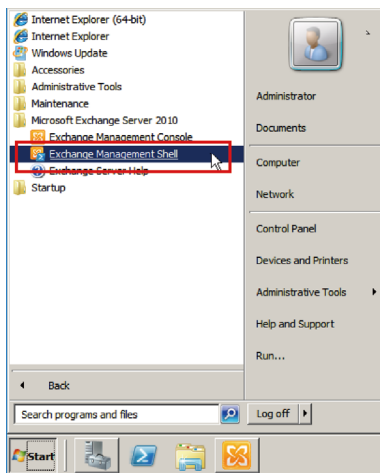 Internet Explorer (64-bit)
Internet Explorer
Windows Update
Accessories
Administrative Tools
Maintenance
Microsoft Exchange Server 2010
Exchange Management Console
Exchange Management Shell
Exchange Server Help
Startup
Back
Search programs and files
Administrator
Documents
Computer
Network
Control Panel
Devices and Printers
Administrative Tools
Help and Support
Run...
Log off
Start